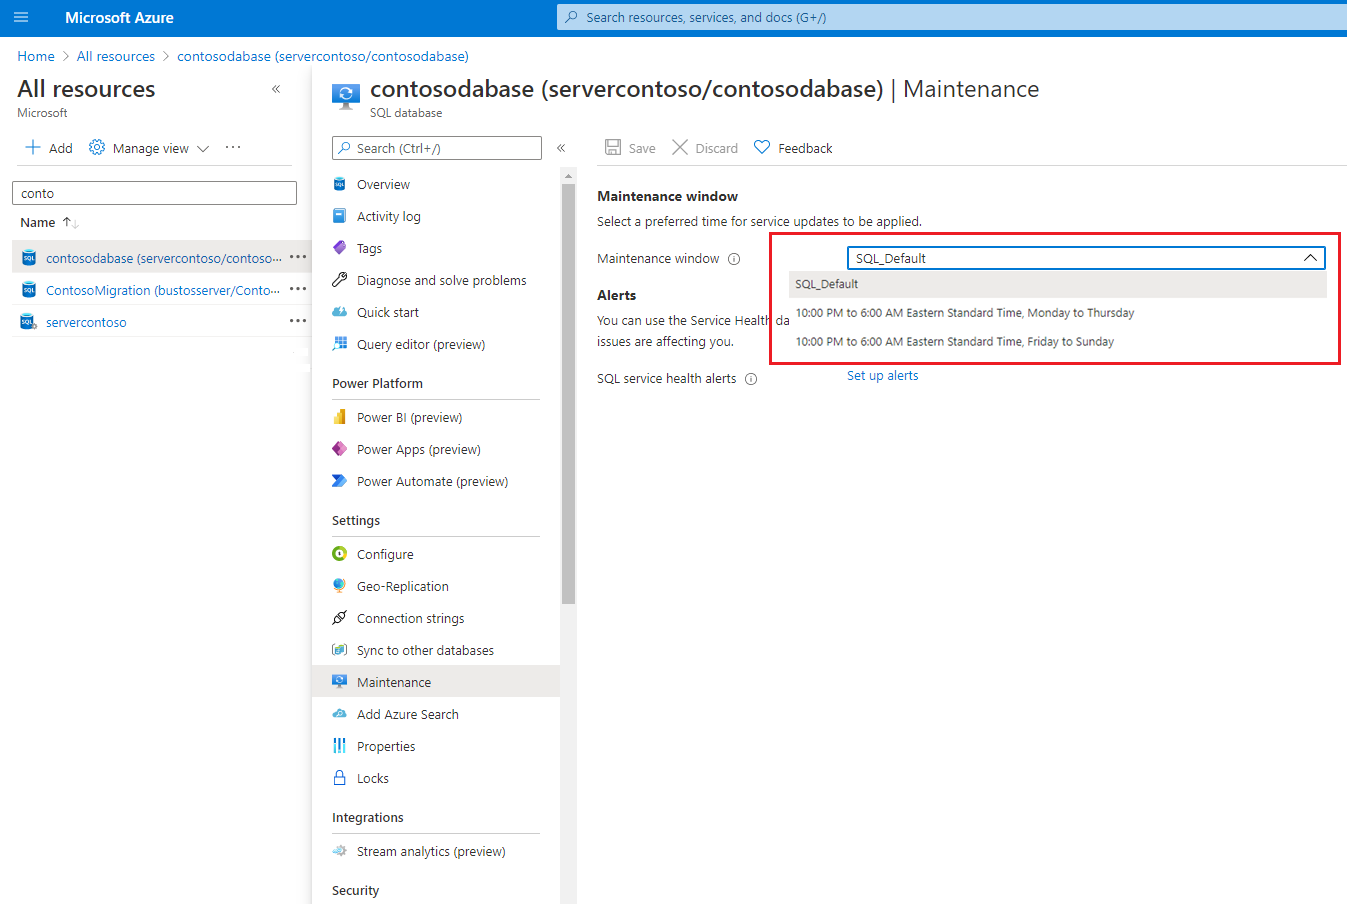 Microsoft Azure
Search resources, services, and docs (G+/)
Home > All resources > contosodabase (servercontoso/contosodabase)
All resources
Microsoft
Add
Manage view
conto
Name
contosodabase (servercontoso/contoso...
ContosoMigration (bustosserver/Conto...
servercontoso
contosodabase (servercontoso/contosodabase) | Maintenance
SQL database
Search (Ctrl+/)
Overview
Activity log
Tags
Diagnose and solve problems
Quick start
Query editor (preview)
Power Platform
Power BI (preview)
Power Apps (preview)
Power Automate (preview)
Settings
Configure
Geo-Replication
Connection strings
Sync to other databases
Maintenance
Add Azure Search
Properties
Locks
Integrations
Stream analytics (preview)
Security
Save
Discard
Feedback
Maintenance window
Select a preferred time for service updates to be applied.
Maintenance window
SQL_Default
SQL_Default
10:00 PM to 6:00 AM Eastern Standard Time, Monday to Thursday
10:00 PM to 6:00 AM Eastern Standard Time, Friday to Sunday
Alerts
You can use the Service Health da
issues are affecting you.
SQL service health alerts
Set up alerts